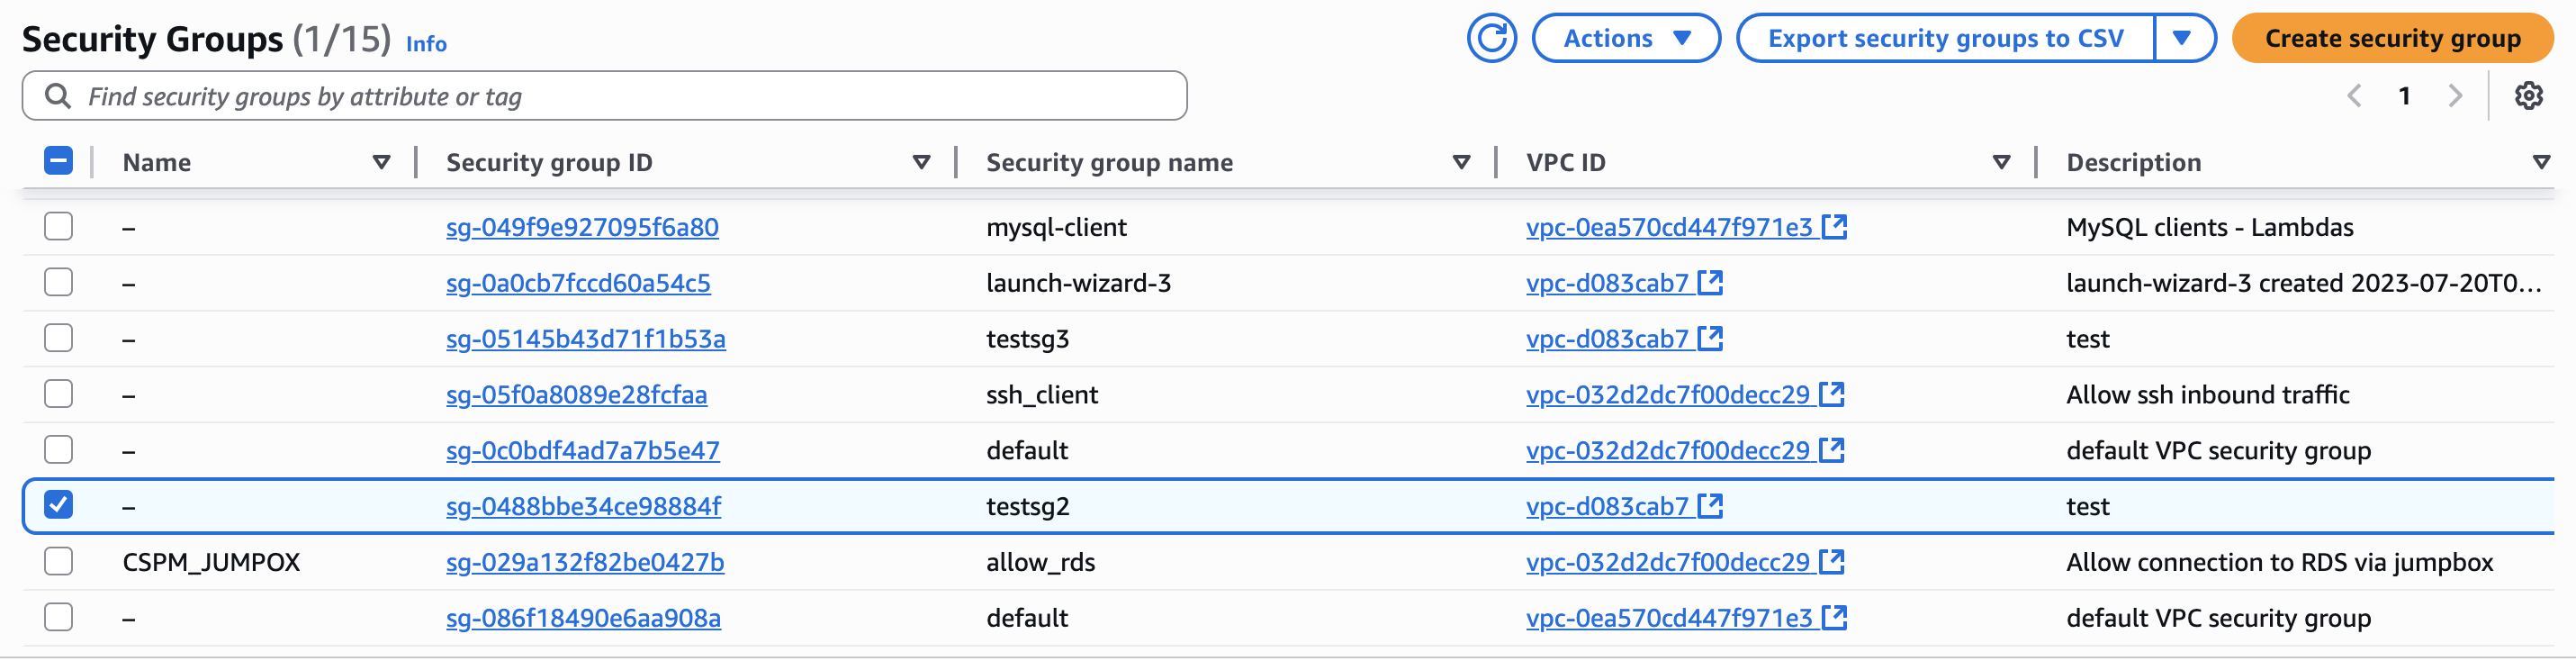 Security Groups (1/15) Info
Actions Export security groups to CSV Create security group
Find security groups by attribute or tag
1
Name Security group ID Security group name VPC ID Description
– sg-049f9e927095f6a80 mysql-client vpc-0ea570cd447f971e3 MySQL clients - Lambdas
– sg-0a0cb7fccd60a54c5 launch-wizard-3 vpc-d083cab7 launch-wizard-3 created 2023-07-20T0...
– sg-05145b43d71f1b53a testsg3 vpc-d083cab7 test
– sg-05f0a8089e28fcfaa ssh_client vpc-032d2dc7f00decc29 Allow ssh inbound traffic
– sg-0c0bdf4ad7a7b5e47 default vpc-032d2dc7f00decc29 default VPC security group
– sg-0488bbe34ce98884f testsg2 vpc-d083cab7 test
CSPM_JUMPOX sg-029a132f82be0427b allow_rds vpc-032d2dc7f00decc29 Allow connection to RDS via jumpbox
– sg-086f18490e6aa908a default vpc-0ea570cd447f971e3 default VPC security group